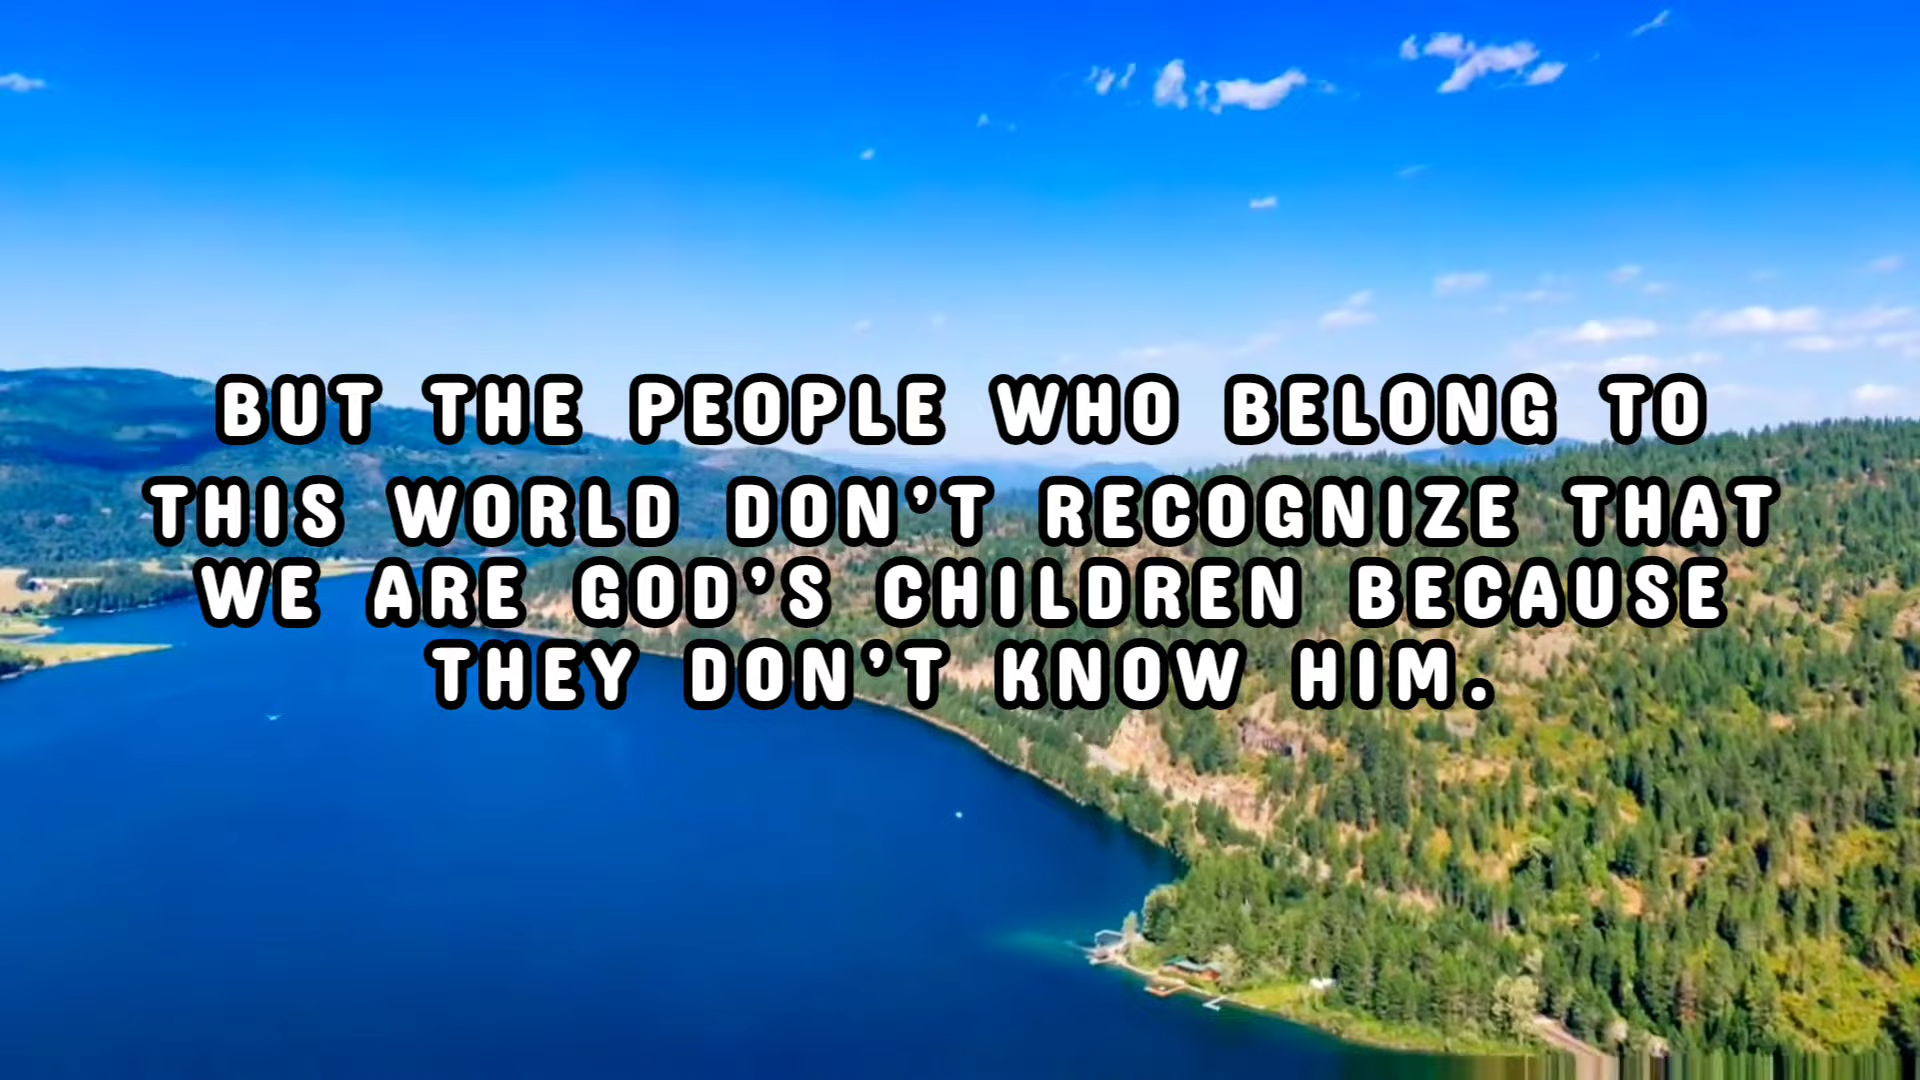 BUT THE PEOPLE WHO BELONG TO
THIS WORLD DON'T RECOGNIZE THAT
WE ARE GOD'S CHILDREN BECAUSE
THEY DON'T KNOW HIM.